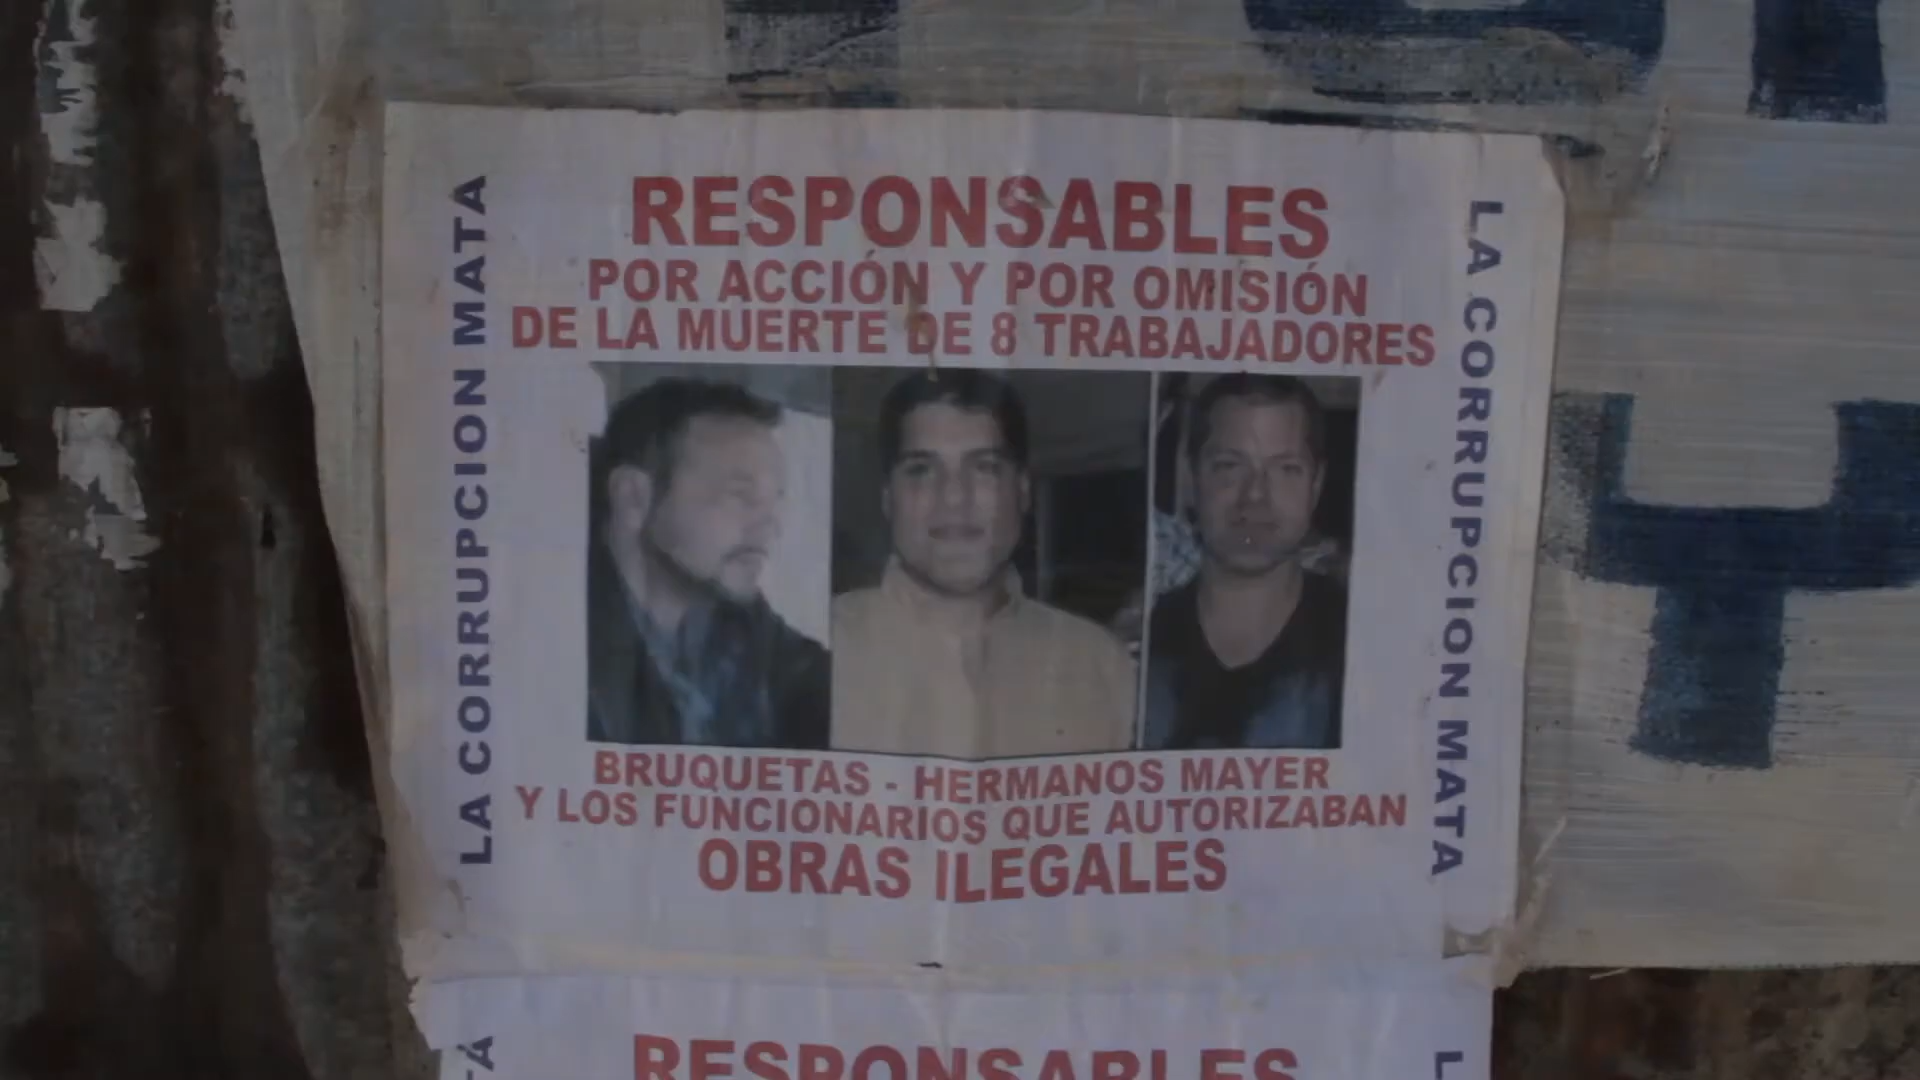 RESPONSABLES
POR ACCIÓN Y POR OMISIÓN
DE LA MUERTE DE 8 TRABAJADORES
LA CORRUPCION MATA
LA CORRUPCION MATA
BRUQUETAS - HERMANOS MAYER
Y LOS FUNCIONARIOS QUE AUTORIZABAN
OBRAS ILEGALES
RESPONSABLES